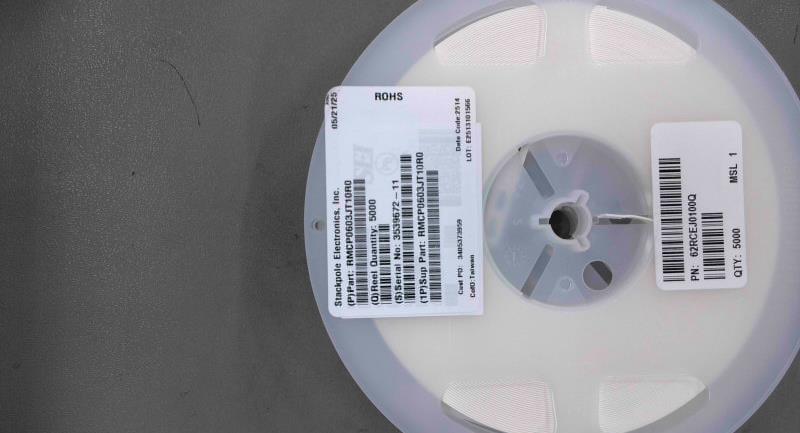 05/21/25
ROHS
Stackpole Electronics, Inc.
(P)Part: RMCP0603JT10R0
(Q)Reel Quantity: 5000
(S)Serial No: 3539672-11
(1P)Sup Part: RMCP0603JT10R0
Date Code:2514
LOT: E2513101566
Cust PO: 3405373959
CofO:Taiwan
SEI
PN: 62RCEJ0100Q
QTY: 5000
MSL 1